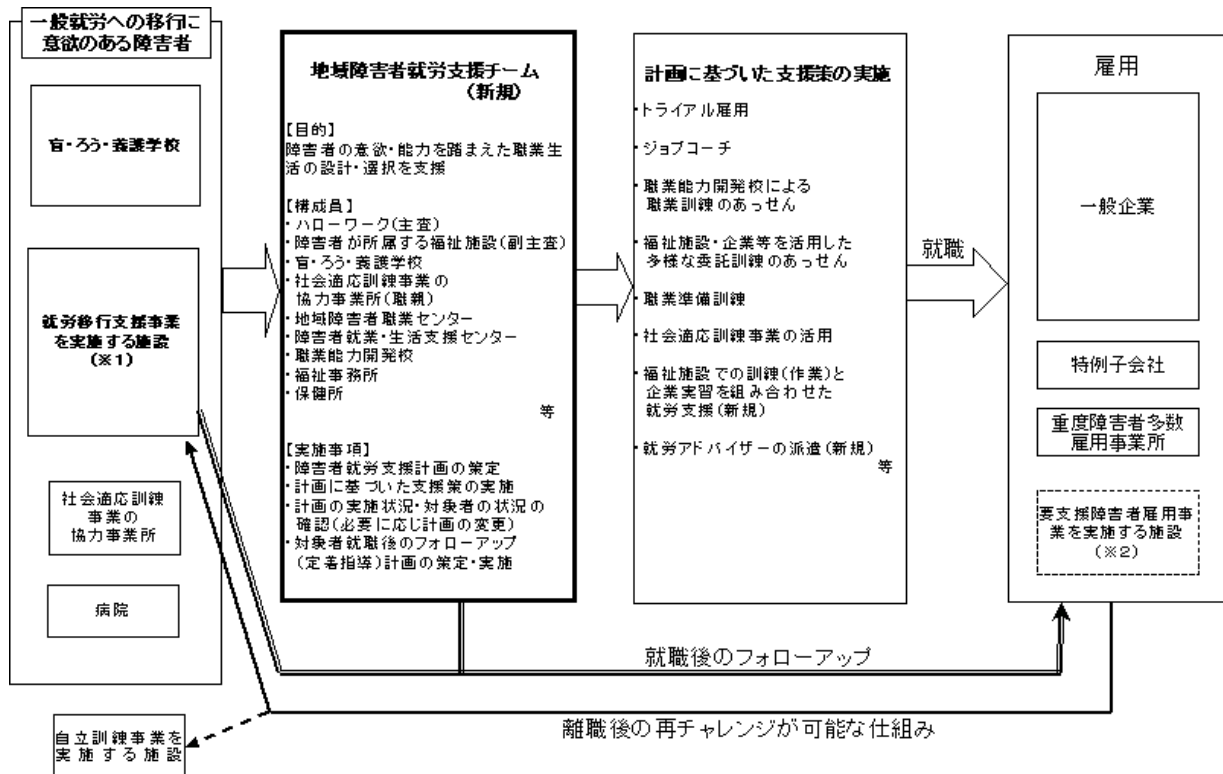 一般就労への移行に
意欲のある障害者
盲・ろう・養護学校
就労移行支援事業
を実施する施設
(※1)
社会適応訓練
事業の
協力事業所
病院
自立訓練事業を
実施する施設
地域障害者就労支援チーム
(新規)
【目的】
障害者の意欲・能力を踏まえた職業生
活の設計・選択を支援
【構成員】
・ハローワーク(主査)
・障害者が所属する福祉施設(副主査)
・盲・ろう・養護学校
・社会適応訓練事業の
協力事業所(職親)
・地域障害者職業センター
・障害者就業・生活支援センター
・職業能力開発校
・福祉事務所
・保健所
等
【実施事項】
・障害者就労支援計画の策定
・計画に基づいた支援策の実施
・計画の実施状況・対象者の状況の
確認(必要に応じ計画の変更)
・対象者就職後のフォローアップ
(定着指導)計画の策定・実施
計画に基づいた支援策の実施
・トライアル雇用
・ジョブコーチ
・職業能力開発校による
職業訓練のあっせん
・福祉施設・企業等を活用した
多様な委託訓練のあっせん
・職業準備訓練
・社会適応訓練事業の活用
・福祉施設での訓練(作業)と
企業実習を組み合わせた
就労支援(新規)
・就労アドバイザーの派遣(新規)
等
就職
雇用
一般企業
特例子会社
重度障害者多数
雇用事業所
要支援障害者雇用事
業を実施する施設
(※2)
就職後のフォローアップ
離職後の再チャレンジが可能な仕組み